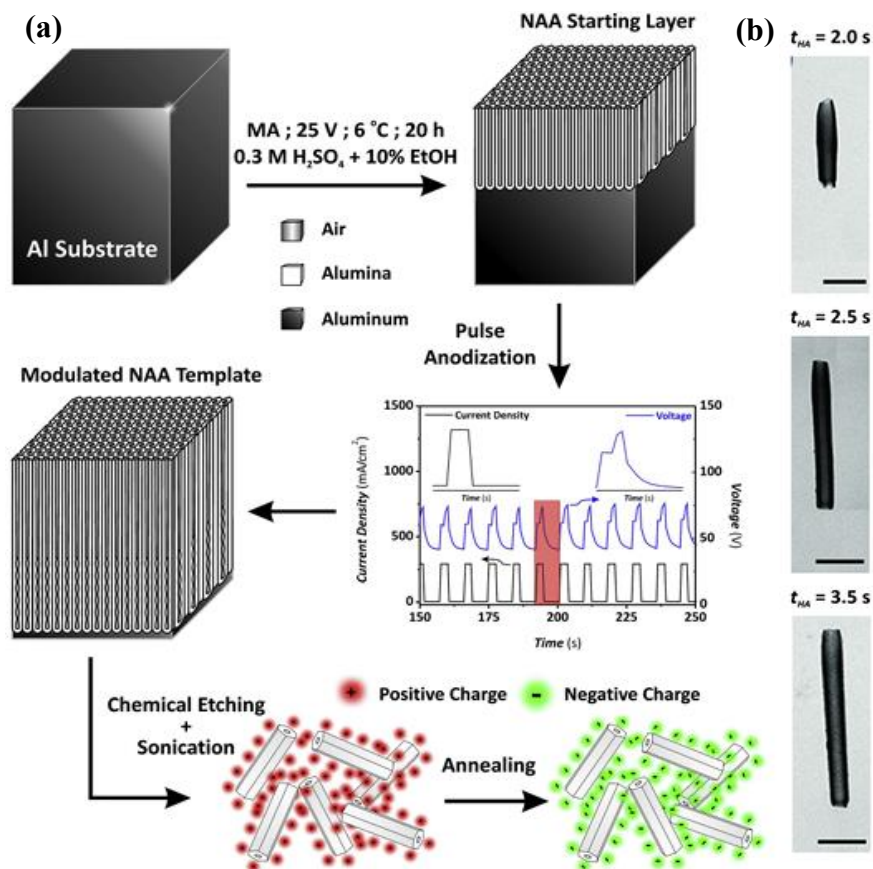 (a)
NAA Starting Layer
MA ; 25 V ; 6 °C ; 20 h
0.3 M H₂SO₄ + 10% EtOH
Al Substrate
Air
Alumina
Aluminum
Pulse
Anodization
Modulated NAA Template
Current Density (mA/cm²)
1500
1000
750
500
250
0
Current Density
Voltage
Time (s)
Time (s)
150
100
50
0
Voltage (V)
150
175
200
225
250
Time (s)
Chemical Etching
+
Sonication
+ Positive Charge
- Negative Charge
Annealing
(b)
t_HA = 2.0 s
t_HA = 2.5 s
t_HA = 3.5 s